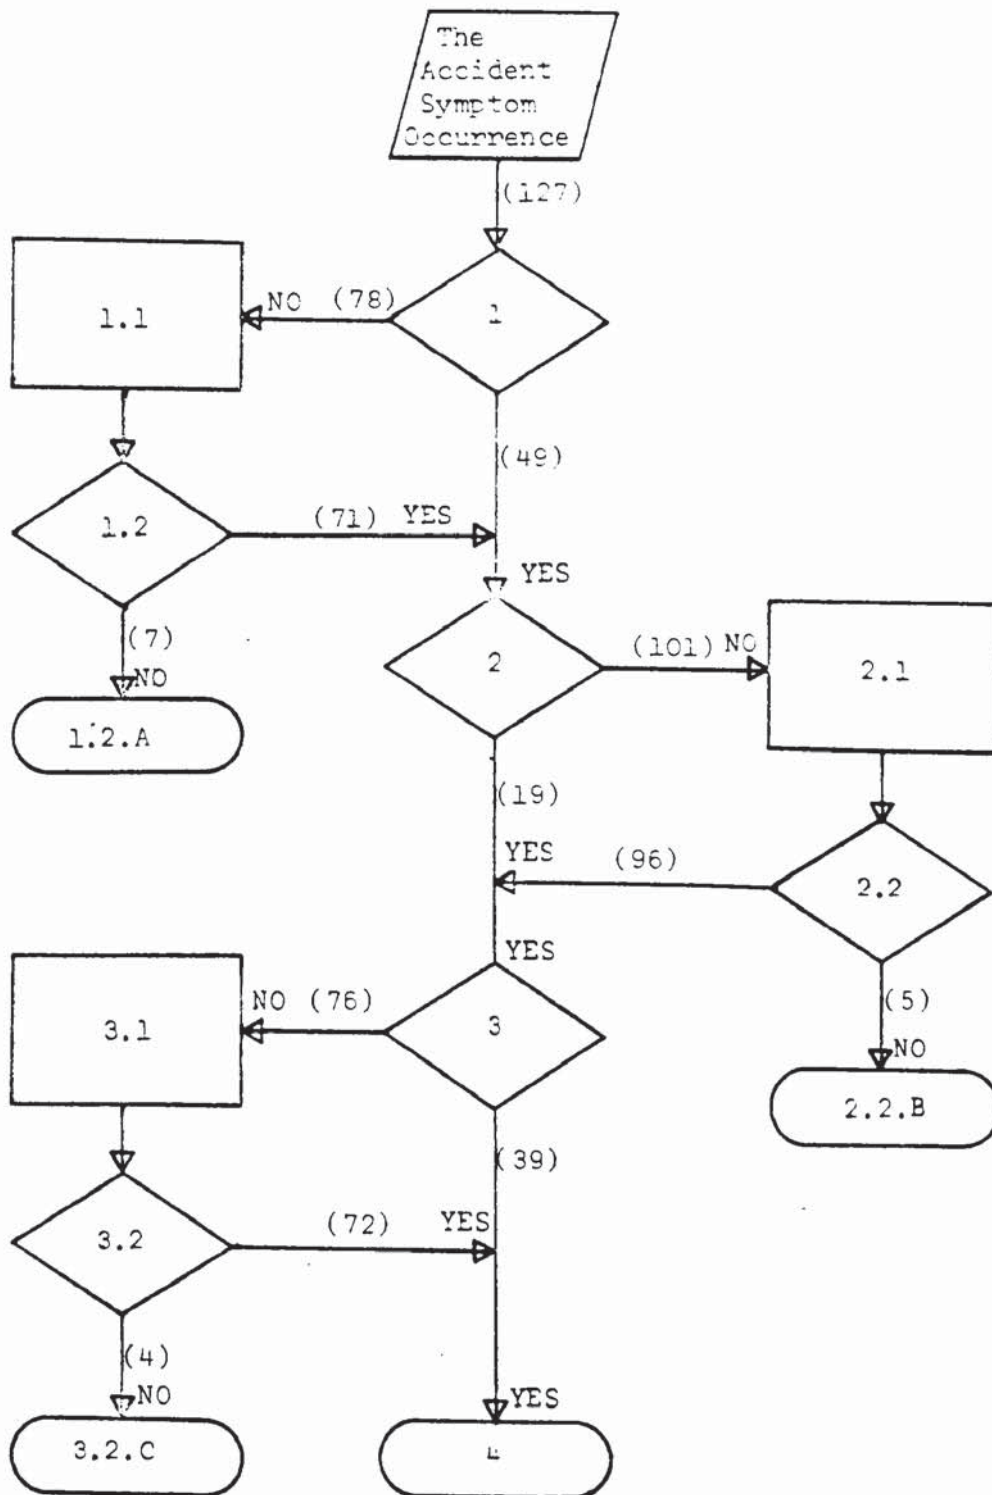 The
Accident
Symptom
Occurrence
(127)
NO (78)
1
1.1
(49)
1.2
(71) YES
YES
(7)
NO
1.2.A
2
(101) NO
2.1
(19)
YES
(96)
2.2
YES
(5)
NO
2.2.B
NO (76)
3
3.1
(39)
3.2
(72) YES
(4)
NO
YES
3.2.C
4